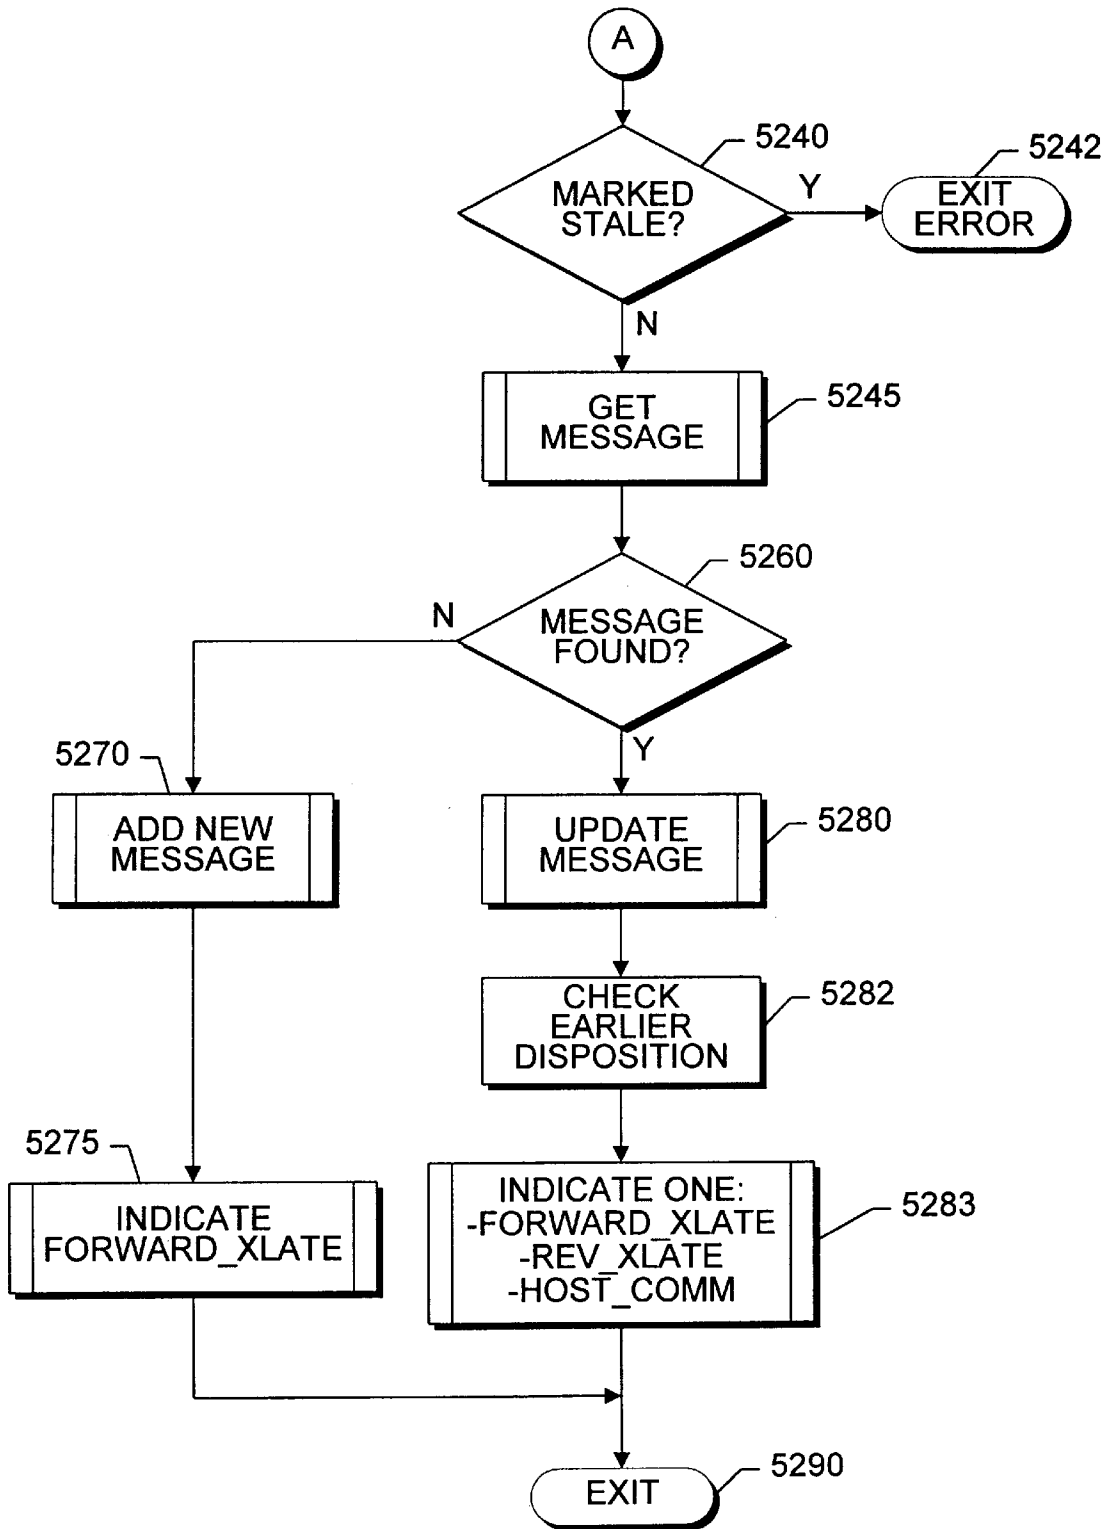 A
5240
MARKED
STALE?
Y
5242
EXIT
ERROR
N
GET
MESSAGE
5245
5260
MESSAGE
FOUND?
N
Y
5270
ADD NEW
MESSAGE
UPDATE
MESSAGE
5280
CHECK
EARLIER
DISPOSITION
5282
5275
INDICATE
FORWARD_XLATE
INDICATE ONE:
-FORWARD_XLATE
-REV_XLATE
-HOST_COMM
5283
EXIT
5290